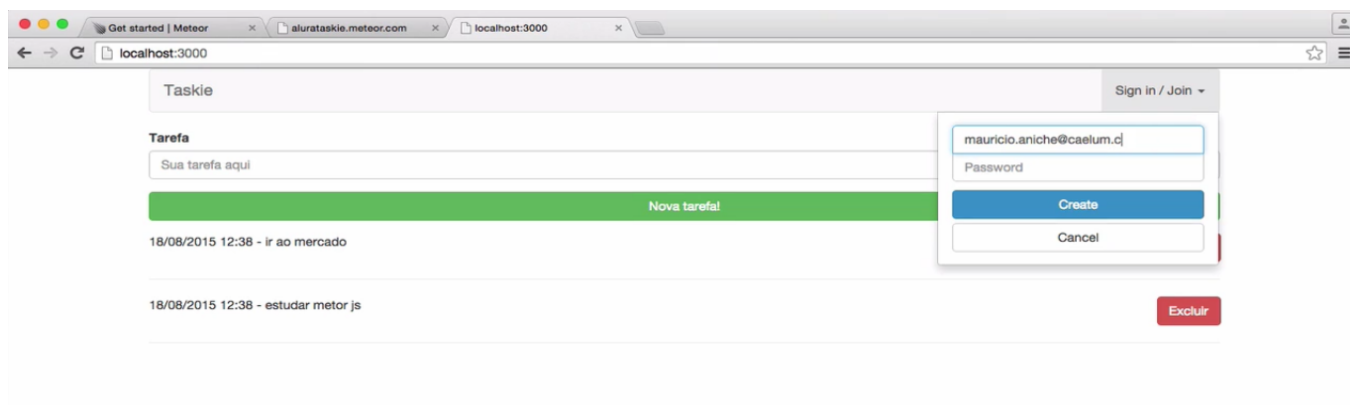 Get started | Meteor
alurataskie.meteor.com
localhost:3000
localhost:3000
Taskie
Sign in / Join
Tarefa
Sua tarefa aqui
mauricio.aniche@caelum.c
Password
Create
Cancel
Nova tarefa!
18/08/2015 12:38 - ir ao mercado
18/08/2015 12:38 - estudar metor js
Excluir